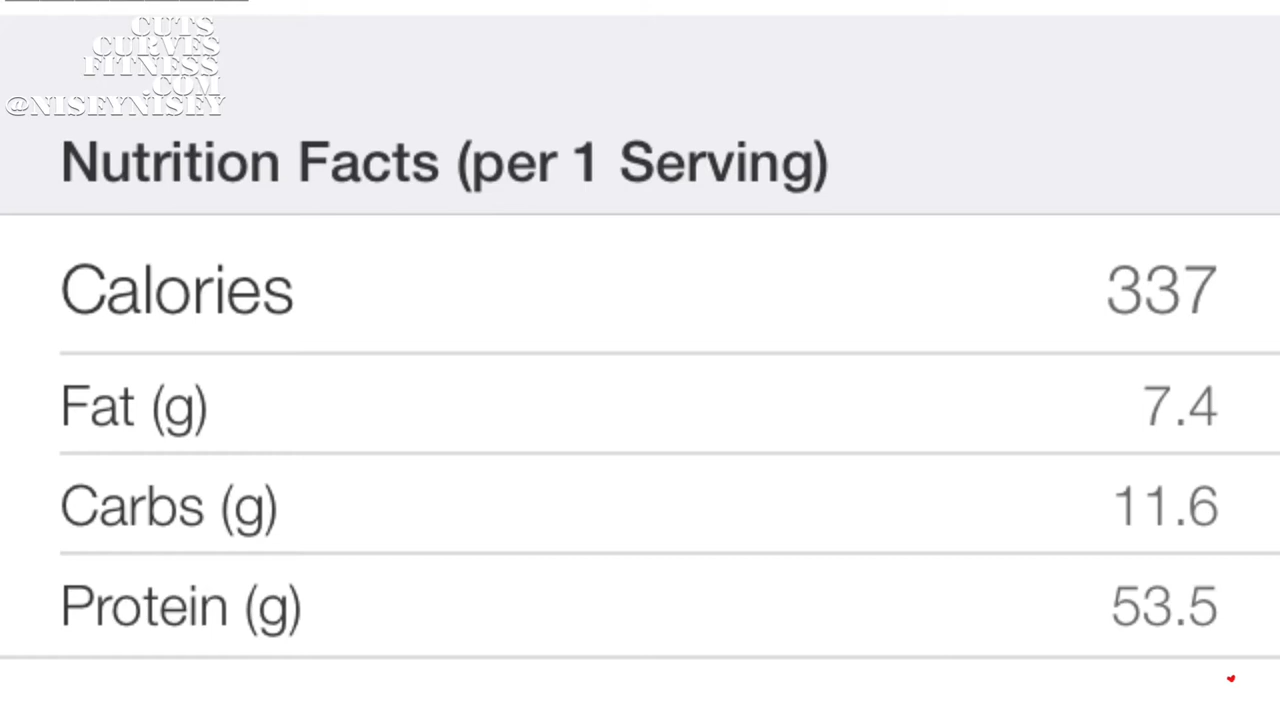 CUTS
CURVES
FITNESS
.COM
@NISEYNISEY
Nutrition Facts (per 1 Serving)
Calories 337
Fat (g) 7.4
Carbs (g) 11.6
Protein (g) 53.5